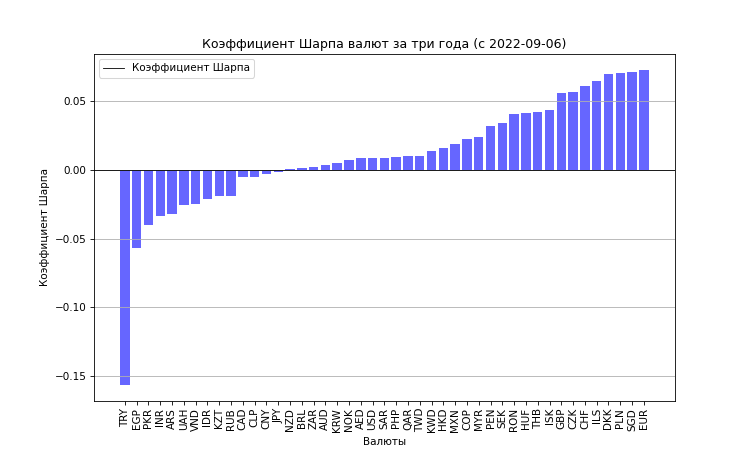 Коэффициент Шарпа валют за три года (с 2022-09-06)
Коэффициент Шарпа
0.05
0.00
−0.05
−0.10
−0.15
Коэффициент Шарпа
TRY EGP PKR INR ARS UAH VND IDR KZT RUB CAD CLP CNY JPY NZD BRL ZAR AUD KRW NOK AED USD SAR PHP QAR TWD KWD HKD MXN COP MYR PEN SEK RON HUF THB ISK GBP CZK CHF ILS DKK PLN SGD EUR
Валюты